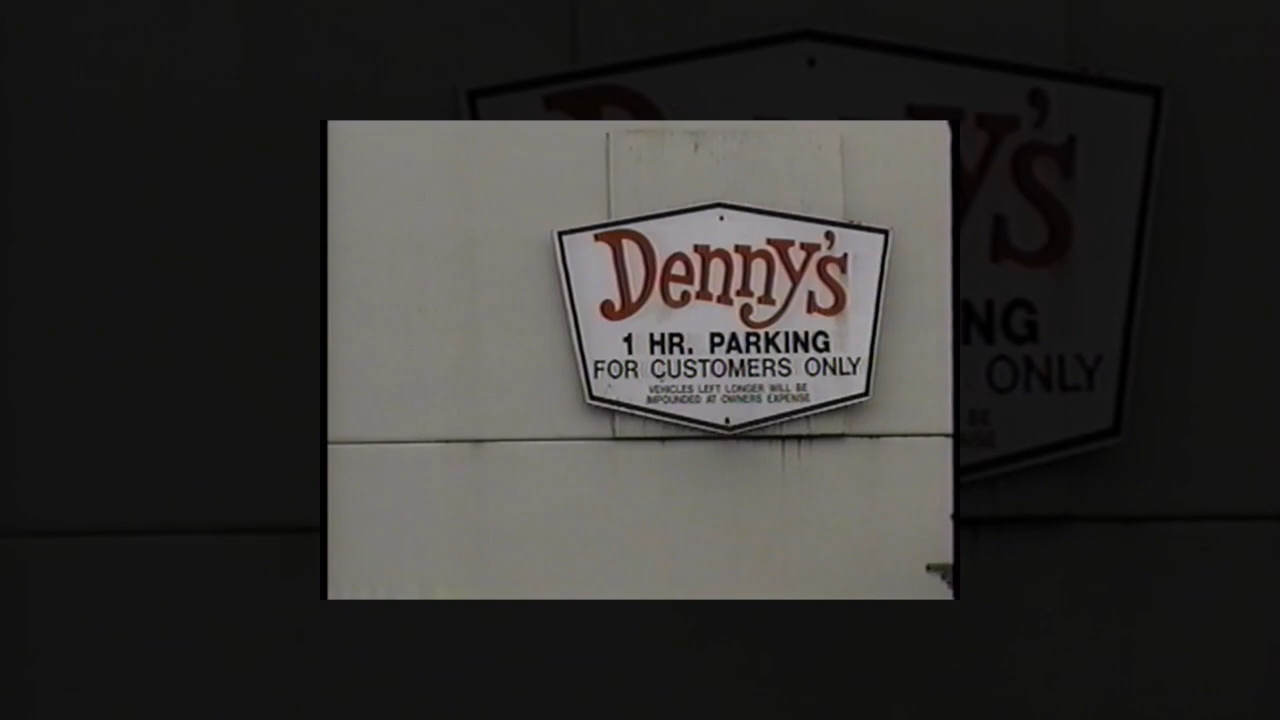 Denny's
1 HR. PARKING
FOR CUSTOMERS ONLY
VEHICLES LEFT LONGER WILL BE
IMPOUNDED AT OWNERS EXPENSE